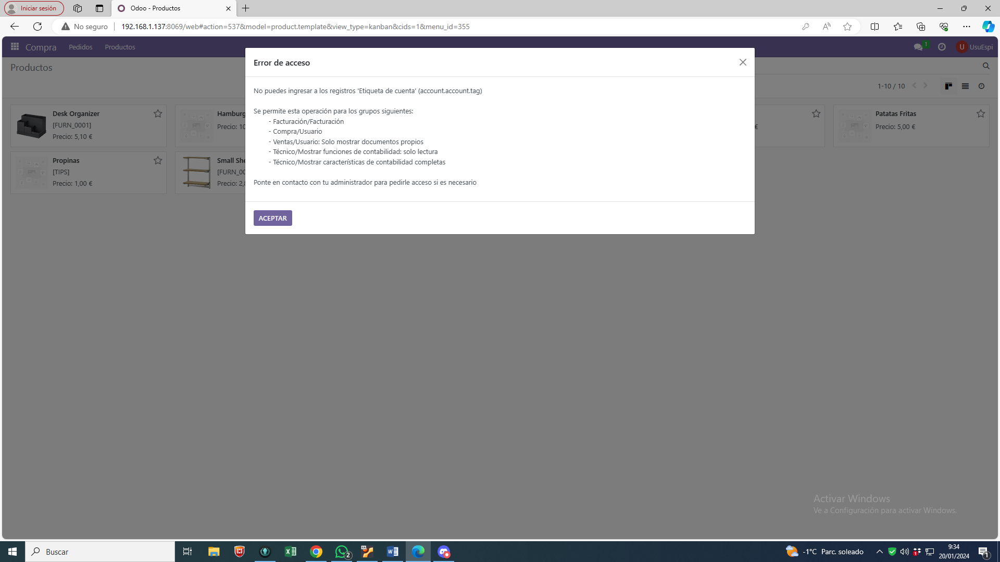 Iniciar sesión
Odoo - Productos
No seguro
192.168.1.137:8069/web#action=537&model=product.template&view_type=kanban&cids=1&menu_id=355
Compra
Pedidos
Productos
1
U
UsuEspi
Productos
1-10 / 10
Error de acceso
No puedes ingresar a los registros 'Etiqueta de cuenta' (account.account.tag)
Se permite esta operación para los grupos siguientes:
- Facturación/Facturación
- Compra/Usuario
- Ventas/Usuario: Solo mostrar documentos propios
- Técnico/Mostrar funciones de contabilidad: solo lectura
- Técnico/Mostrar características de contabilidad completas
Ponte en contacto con tu administrador para pedirle acceso si es necesario
ACEPTAR
Desk Organizer
[FURN_0001]
Precio: 5,10 €
Hamburg
Precio: 10
€
Patatas Fritas
Precio: 5,00 €
Propinas
[TIPS]
Precio: 1,00 €
Small She
[FURN_00
Precio: 2,8
Activar Windows
Ve a Configuración para activar Windows.
Buscar
2
-1°C Parc. soleado
9:34
20/01/2024
1